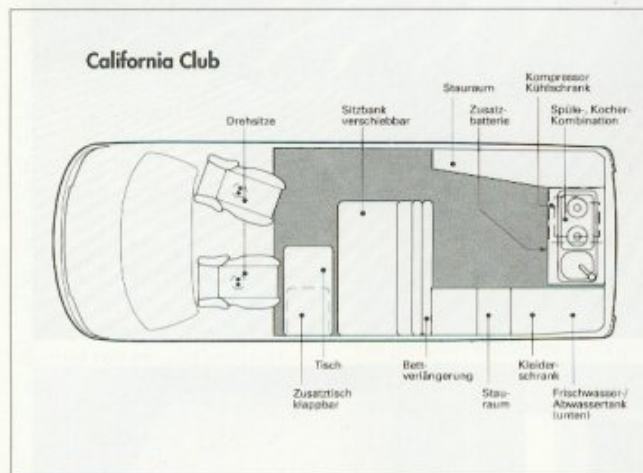 California Club
Kompressor
Kühlschrank
Stauraum
Sitzbank
verschiebbar
Zusatz-
batterie
Spüle-, Kocher-
Kombination
Drehsitze
Tisch
Bett-
verlängerung
Kleider-
schrank
Zusatztisch
klappbar
Stau-
raum
Frischwasser-/
Abwassertank
(unten)